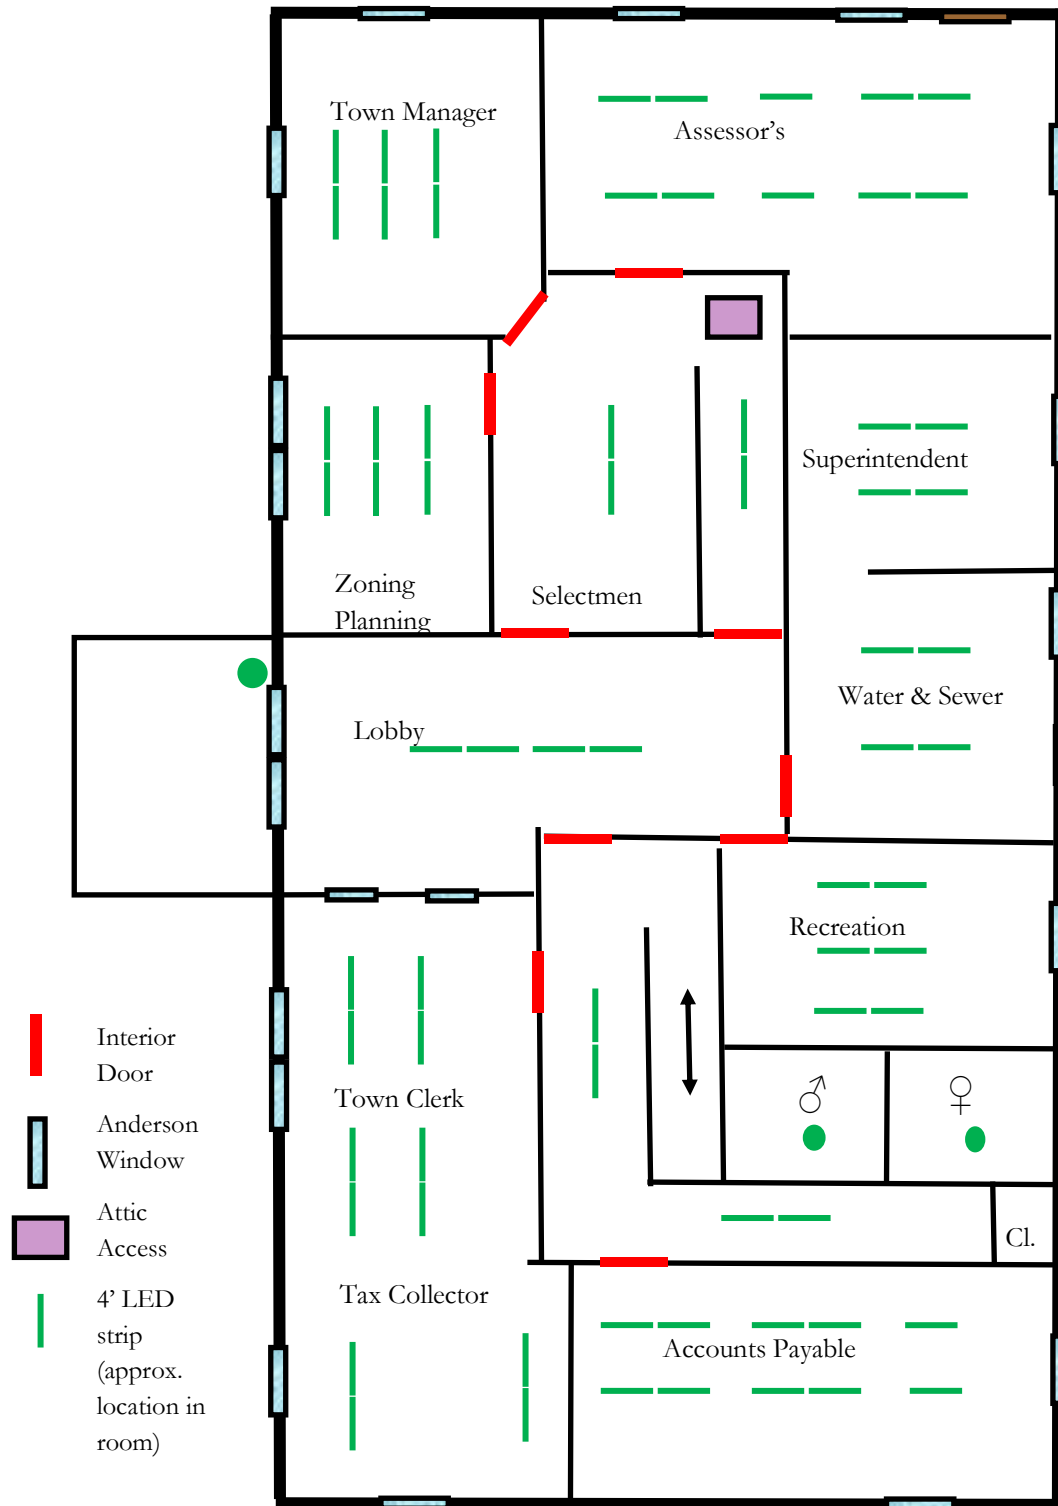 Town Manager
Assessor's
Superintendent
Zoning
Planning
Selectmen
Water & Sewer
Lobby
Recreation
Town Clerk
♂
♀
Cl.
Tax Collector
Accounts Payable
Interior
Door
Anderson
Window
Attic
Access
4' LED
strip
(approx.
location in
room)